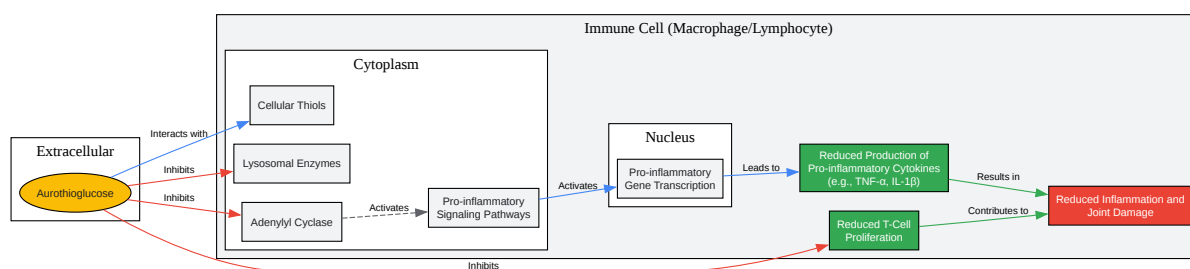 Immune Cell (Macrophage/Lymphocyte)
Cytoplasm
Cellular Thiols
Interacts with
Extracellular
Nucleus
Lysosomal Enzymes
Inhibits
Aurothioglucose
Inhibits
Adenylyl Cyclase
Activates
Pro-inflammatory
Signaling Pathways
Activates
Pro-inflammatory
Gene Transcription
Leads to
Reduced Production of
Pro-inflammatory Cytokines
(e.g., TNF-α, IL-1β)
Results in
Reduced T-Cell
Proliferation
Contributes to
Reduced Inflammation and
Joint Damage
Inhibits